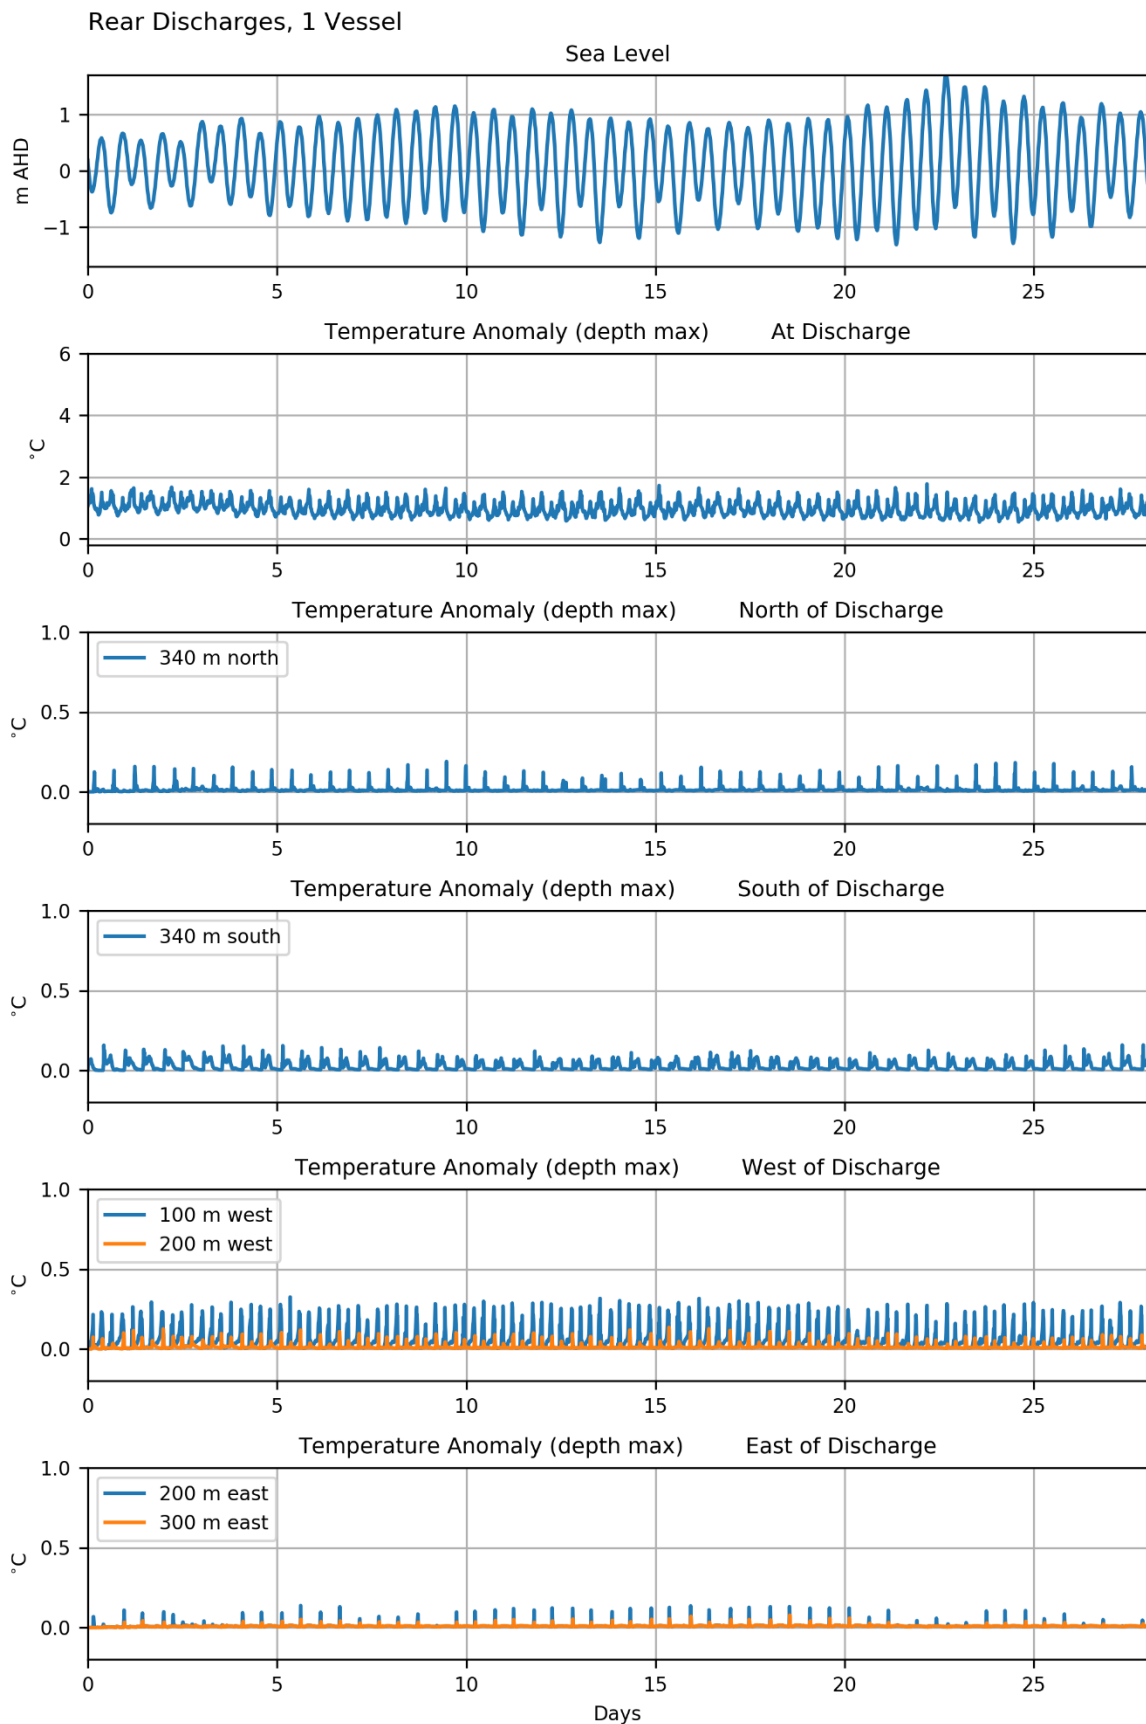 Rear Discharges, 1 Vessel
Sea Level
m AHD
1
0
−1
0 5 10 15 20 25
Temperature Anomaly (depth max) At Discharge
°C
6
4
2
0
0 5 10 15 20 25
Temperature Anomaly (depth max) North of Discharge
°C
1.0
340 m north
0.5
0.0
0 5 10 15 20 25
Temperature Anomaly (depth max) South of Discharge
°C
1.0
340 m south
0.5
0.0
0 5 10 15 20 25
Temperature Anomaly (depth max) West of Discharge
°C
1.0
100 m west
200 m west
0.5
0.0
0 5 10 15 20 25
Temperature Anomaly (depth max) East of Discharge
°C
1.0
200 m east
300 m east
0.5
0.0
0 5 10 15 20 25
Days